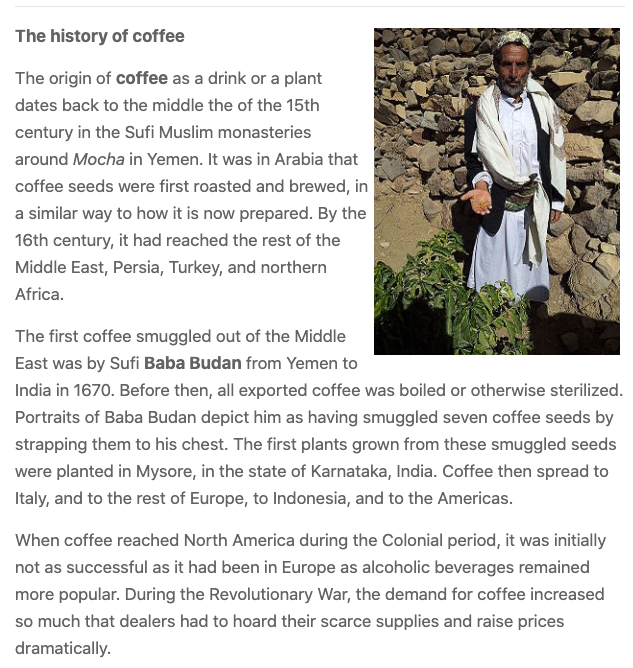 The history of coffee
The origin of coffee as a drink or a plant
dates back to the middle the of the 15th
century in the Sufi Muslim monasteries
around Mocha in Yemen. It was in Arabia that
coffee seeds were first roasted and brewed, in
a similar way to how it is now prepared. By the
16th century, it had reached the rest of the
Middle East, Persia, Turkey, and northern
Africa.
The first coffee smuggled out of the Middle
East was by Sufi Baba Budan from Yemen to
India in 1670. Before then, all exported coffee was boiled or otherwise sterilized.
Portraits of Baba Budan depict him as having smuggled seven coffee seeds by
strapping them to his chest. The first plants grown from these smuggled seeds
were planted in Mysore, in the state of Karnataka, India. Coffee then spread to
Italy, and to the rest of Europe, to Indonesia, and to the Americas.
When coffee reached North America during the Colonial period, it was initially
not as successful as it had been in Europe as alcoholic beverages remained
more popular. During the Revolutionary War, the demand for coffee increased
so much that dealers had to hoard their scarce supplies and raise prices
dramatically.